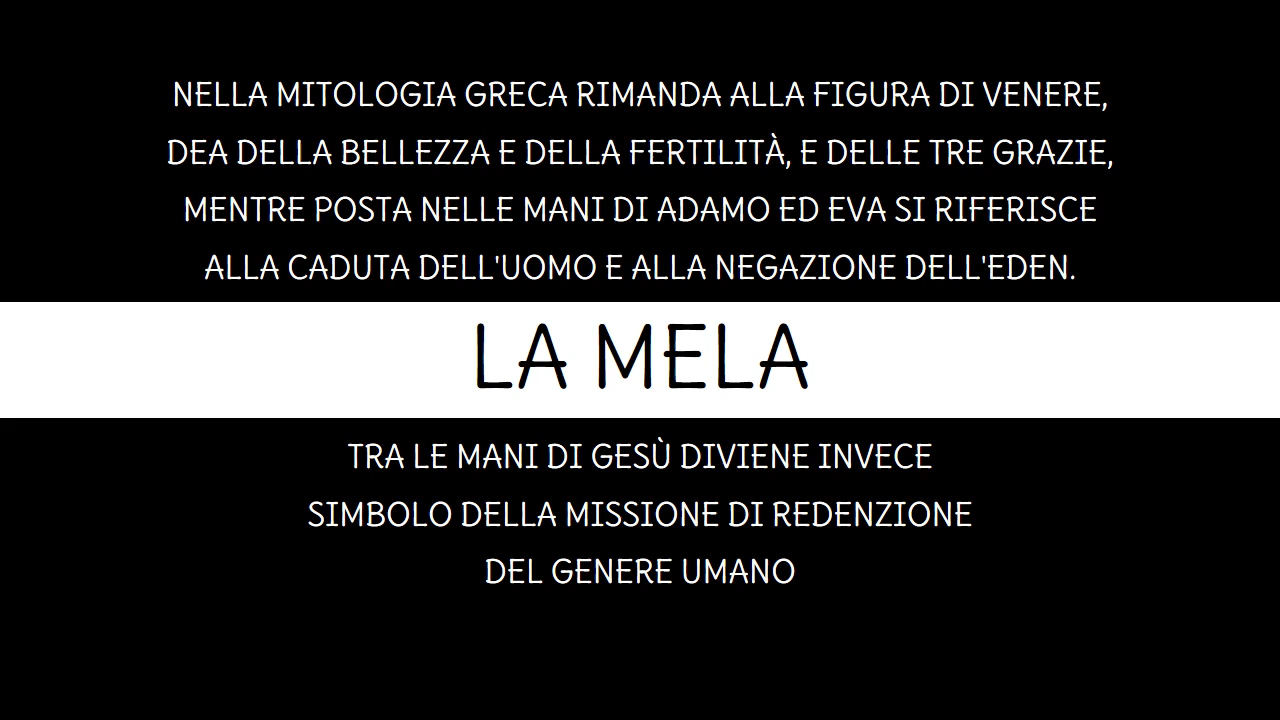 NELLA MITOLOGIA GRECA RIMANDA ALLA FIGURA DI VENERE,
DEA DELLA BELLEZZA E DELLA FERTILITÀ, E DELLE TRE GRAZIE,
MENTRE POSTA NELLE MANI DI ADAMO ED EVA SI RIFERISCE
ALLA CADUTA DELL'UOMO E ALLA NEGAZIONE DELL'EDEN.
LA MELA
TRA LE MANI DI GESÙ DIVIENE INVECE
SIMBOLO DELLA MISSIONE DI REDENZIONE
DEL GENERE UMANO